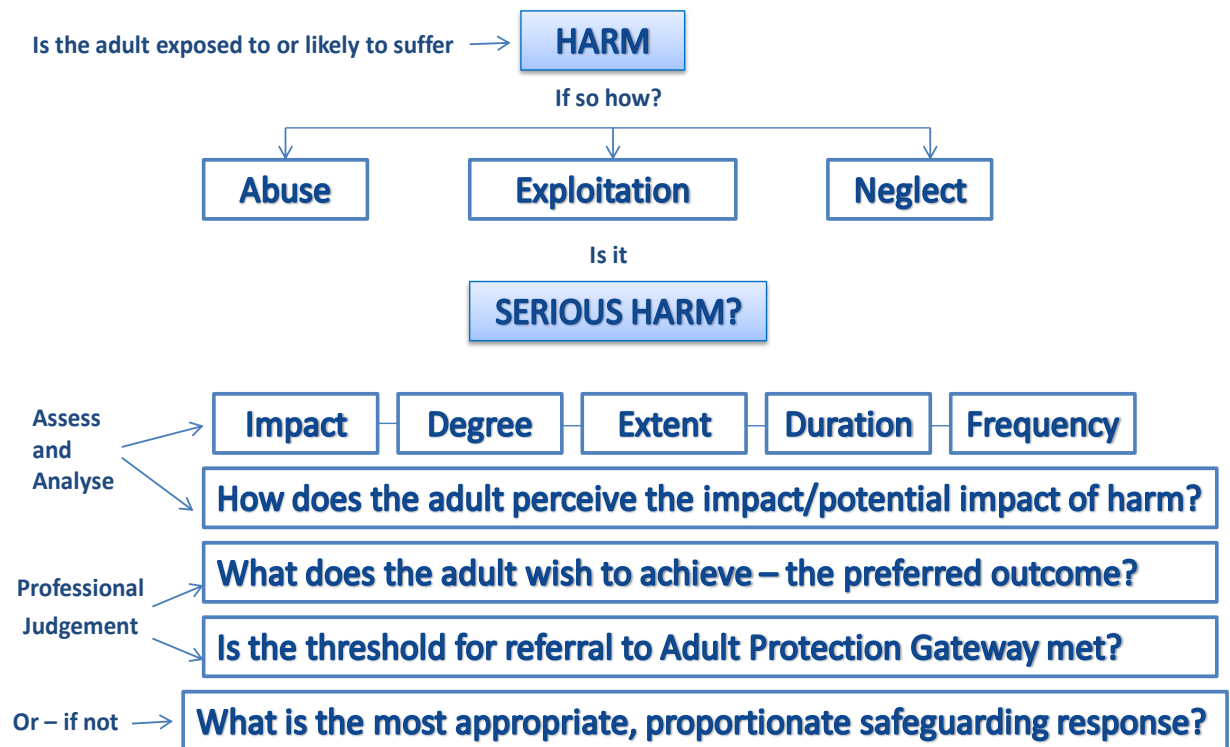 Is the adult exposed to or likely to suffer
HARM
If so how?
Abuse
Exploitation
Neglect
Is it
SERIOUS HARM?
Assess
and
Analyse
Impact
Degree
Extent
Duration
Frequency
How does the adult perceive the impact/potential impact of harm?
Professional
Judgement
What does the adult wish to achieve – the preferred outcome?
Is the threshold for referral to Adult Protection Gateway met?
Or – if not
What is the most appropriate, proportionate safeguarding response?